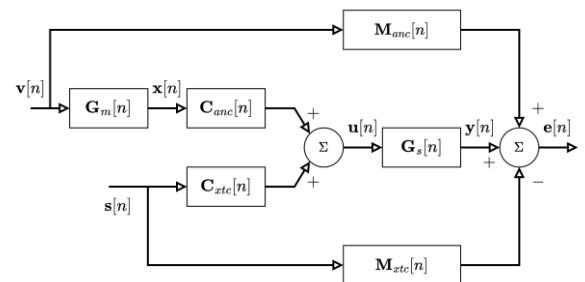 M_anc[n]
v[n] x[n]
G_m[n] C_anc[n] +
Σ u[n] G_s[n] y[n] + Σ + e[n]
+
C_xtc[n] −
s[n]
M_xtc[n]